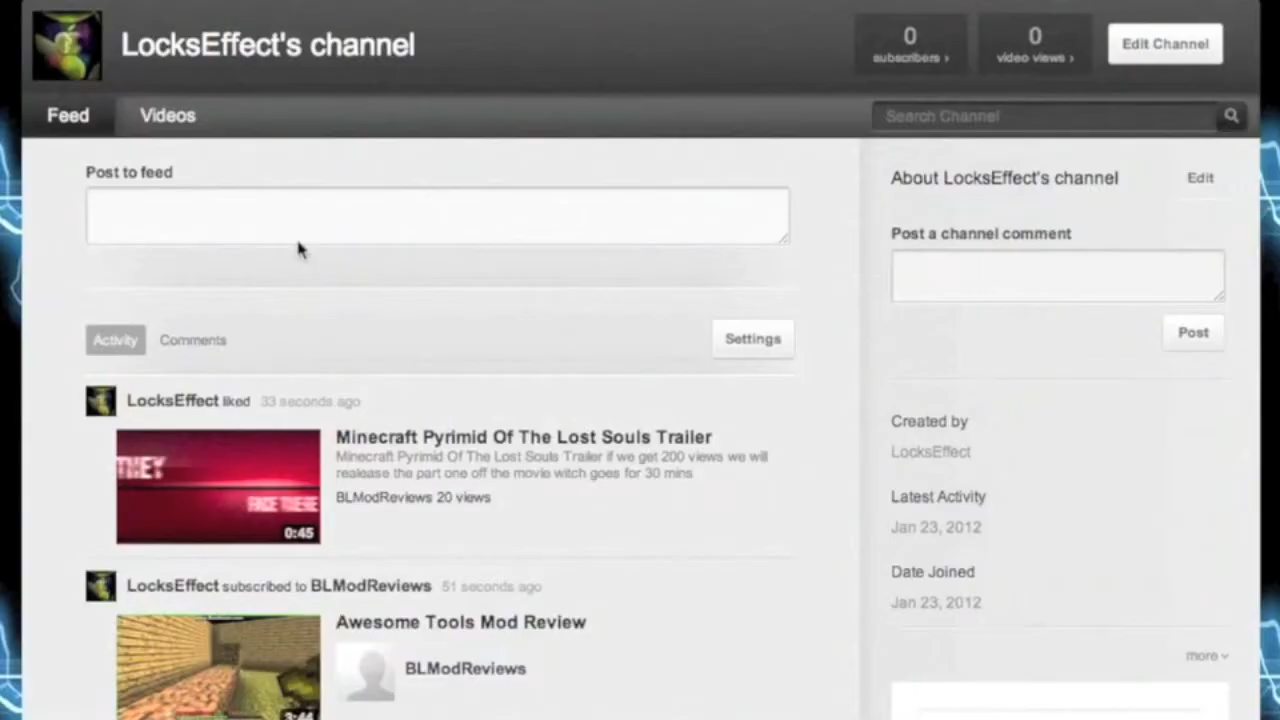 LocksEffect's channel
0
subscribers ›
0
video views ›
Edit Channel
Feed
Videos
Search Channel
Post to feed
About LocksEffect's channel
Edit
Post a channel comment
Post
Activity
Comments
Settings
LocksEffect liked 33 seconds ago
THEY
FACE THERE
0:45
Minecraft Pyrimid Of The Lost Souls Trailer
Minecraft Pyrimid Of The Lost Souls Trailer if we get 200 views we will
realease the part one off the movie witch goes for 30 mins
BLModReviews 20 views
Created by
LocksEffect
Latest Activity
Jan 23, 2012
Date Joined
Jan 23, 2012
more
LocksEffect subscribed to BLModReviews 51 seconds ago
3:44
Awesome Tools Mod Review
BLModReviews